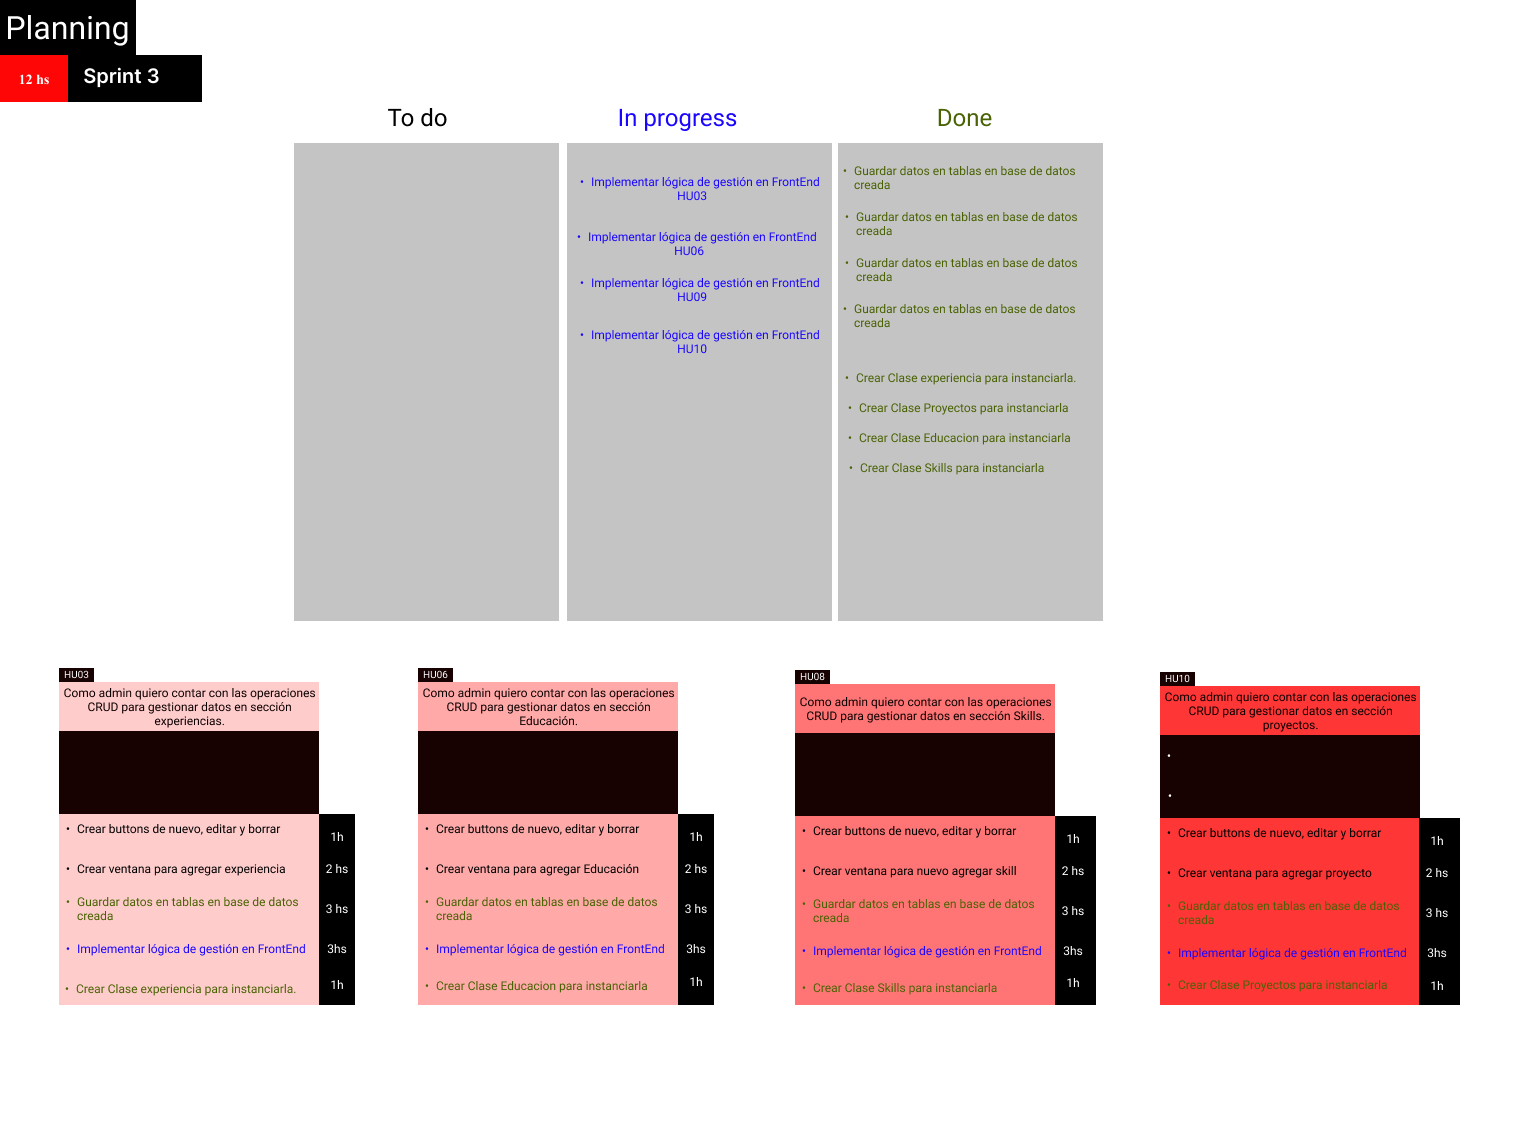 Planning
12 hs
Sprint 3
To do
In progress
Done
• Implementar lógica de gestión en FrontEnd
HU03
• Implementar lógica de gestión en FrontEnd
HU06
• Implementar lógica de gestión en FrontEnd
HU09
• Implementar lógica de gestión en FrontEnd
HU10
• Guardar datos en tablas en base de datos
creada
• Guardar datos en tablas en base de datos
creada
• Guardar datos en tablas en base de datos
creada
• Guardar datos en tablas en base de datos
creada
• Crear Clase experiencia para instanciarla.
• Crear Clase Proyectos para instanciarla
• Crear Clase Educacion para instanciarla
• Crear Clase Skills para instanciarla
HU03
Como admin quiero contar con las operaciones
CRUD para gestionar datos en sección
experiencias.
• Crear buttons de nuevo, editar y borrar
1h
• Crear ventana para agregar experiencia
2 hs
• Guardar datos en tablas en base de datos
creada
3 hs
• Implementar lógica de gestión en FrontEnd
3hs
• Crear Clase experiencia para instanciarla.
1h
HU06
Como admin quiero contar con las operaciones
CRUD para gestionar datos en sección
Educación.
• Crear buttons de nuevo, editar y borrar
1h
• Crear ventana para agregar Educación
2 hs
• Guardar datos en tablas en base de datos
creada
3 hs
• Implementar lógica de gestión en FrontEnd
3hs
• Crear Clase Educacion para instanciarla
1h
HU08
Como admin quiero contar con las operaciones
CRUD para gestionar datos en sección Skills.
• Crear buttons de nuevo, editar y borrar
1h
• Crear ventana para nuevo agregar skill
2 hs
• Guardar datos en tablas en base de datos
creada
3 hs
• Implementar lógica de gestión en FrontEnd
3hs
• Crear Clase Skills para instanciarla
1h
HU10
Como admin quiero contar con las operaciones
CRUD para gestionar datos en sección
proyectos.
• Crear buttons de nuevo, editar y borrar
1h
• Crear ventana para agregar proyecto
2 hs
• Guardar datos en tablas en base de datos
creada
3 hs
• Implementar lógica de gestión en FrontEnd
3hs
• Crear Clase Proyectos para instanciarla
1h